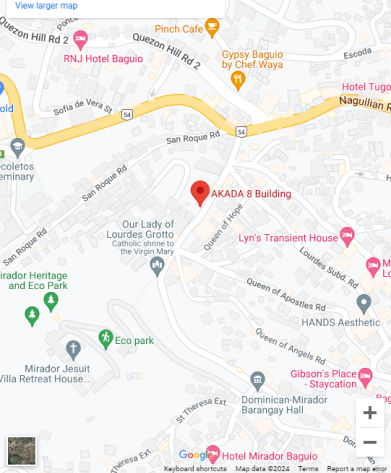 View larger map
Quezon Hill Rd 2
Pinch Cafe
Quezon Hill Rd
RNJ Hotel Baguio
Gypsy Baguio
by Chef Waya
Escoda
Hotel Tugo
Naguilian R
Sofia de Vera St
54
54
old
San Roque Rd
ecoletos
eminary
San Roque Rd
AKADA 8 Building
Our Lady of
Lourdes Grotto
Catholic shrine to
the Virgin Mary
Queen of Hope
Lyn's Transient House
San Roque Rd
Lourdes Subd. Rd
M
Lo
irador Heritage
and Eco Park
Queen of Apostles Rd
HANDS Aesthetic
Eco park
Queen of Angels Rd
Mirador Jesuit
Villa Retreat House...
Gibson's Place
- Staycation
Dominican-Mirador
Barangay Hall
Bag
St Theresa Ext.
St Theresa Ext
Don
Google
Hotel Mirador Baguio
Keyboard shortcuts
Map data ©2024
Terms
Report a map error